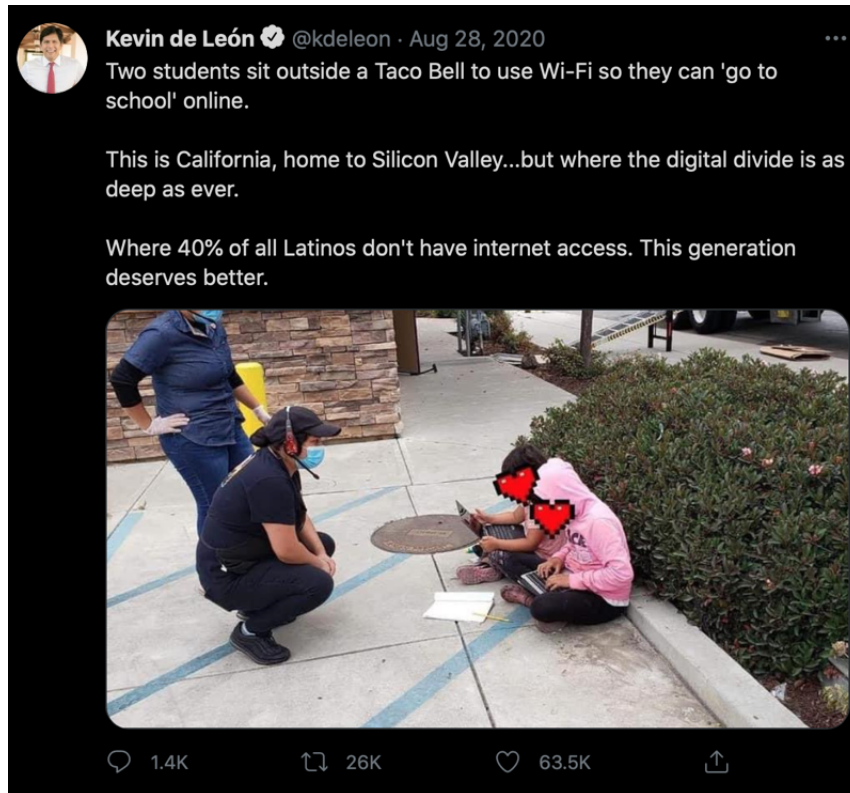 Kevin de León @kdeleon · Aug 28, 2020
Two students sit outside a Taco Bell to use Wi-Fi so they can 'go to
school' online.
This is California, home to Silicon Valley...but where the digital divide is as
deep as ever.
Where 40% of all Latinos don't have internet access. This generation
deserves better.
1.4K 26K 63.5K